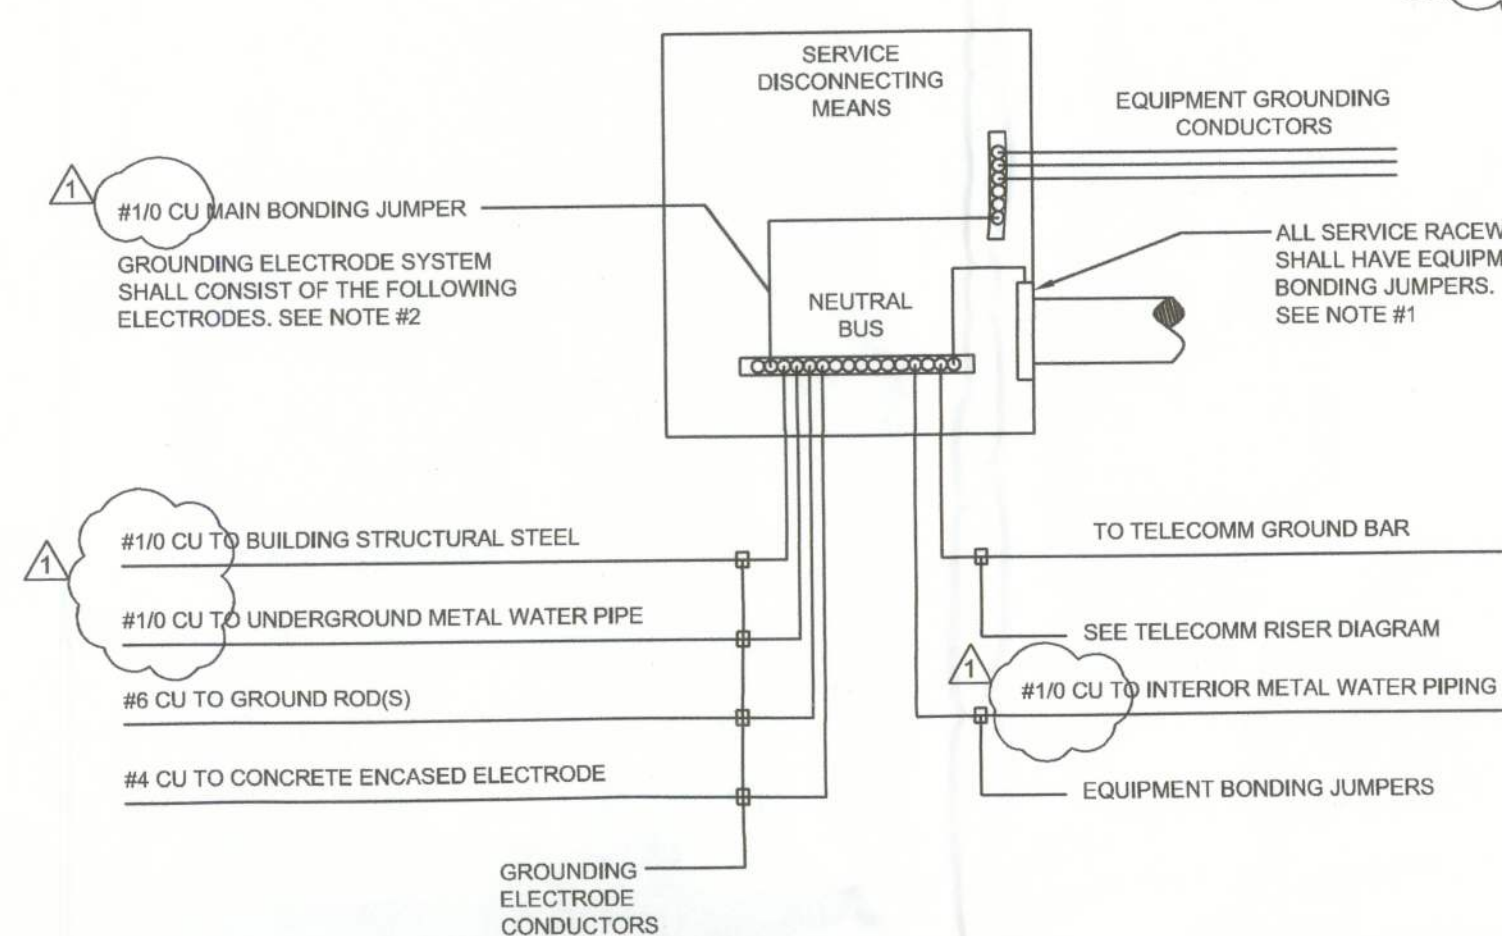 SERVICE
DISCONNECTING
MEANS
EQUIPMENT GROUNDING
CONDUCTORS
1
#1/0 CU MAIN BONDING JUMPER
GROUNDING ELECTRODE SYSTEM
SHALL CONSIST OF THE FOLLOWING
ELECTRODES. SEE NOTE #2
ALL SERVICE RACEW
SHALL HAVE EQUIPM
BONDING JUMPERS.
SEE NOTE #1
NEUTRAL
BUS
1
#1/0 CU TO BUILDING STRUCTURAL STEEL
#1/0 CU TO UNDERGROUND METAL WATER PIPE
#6 CU TO GROUND ROD(S)
#4 CU TO CONCRETE ENCASED ELECTRODE
GROUNDING
ELECTRODE
CONDUCTORS
TO TELECOMM GROUND BAR
SEE TELECOMM RISER DIAGRAM
1
#1/0 CU TO INTERIOR METAL WATER PIPING
EQUIPMENT BONDING JUMPERS